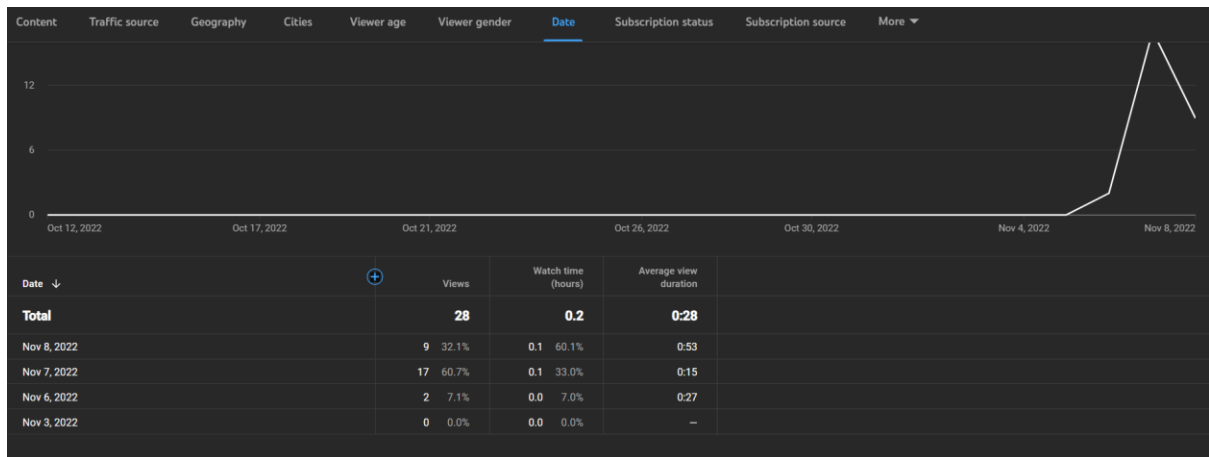 Content Traffic source Geography Cities Viewer age Viewer gender Date Subscription status Subscription source More
12
6
0
Oct 12, 2022 Oct 17, 2022 Oct 21, 2022 Oct 26, 2022 Oct 30, 2022 Nov 4, 2022 Nov 8, 2022
Date Views Watch time (hours) Average view duration
Total 28 0.2 0:28
Nov 8, 2022 9 32.1% 0.1 60.1% 0:53
Nov 7, 2022 17 60.7% 0.1 33.0% 0:15
Nov 6, 2022 2 7.1% 0.0 7.0% 0:27
Nov 3, 2022 0 0.0% 0.0 0.0% —